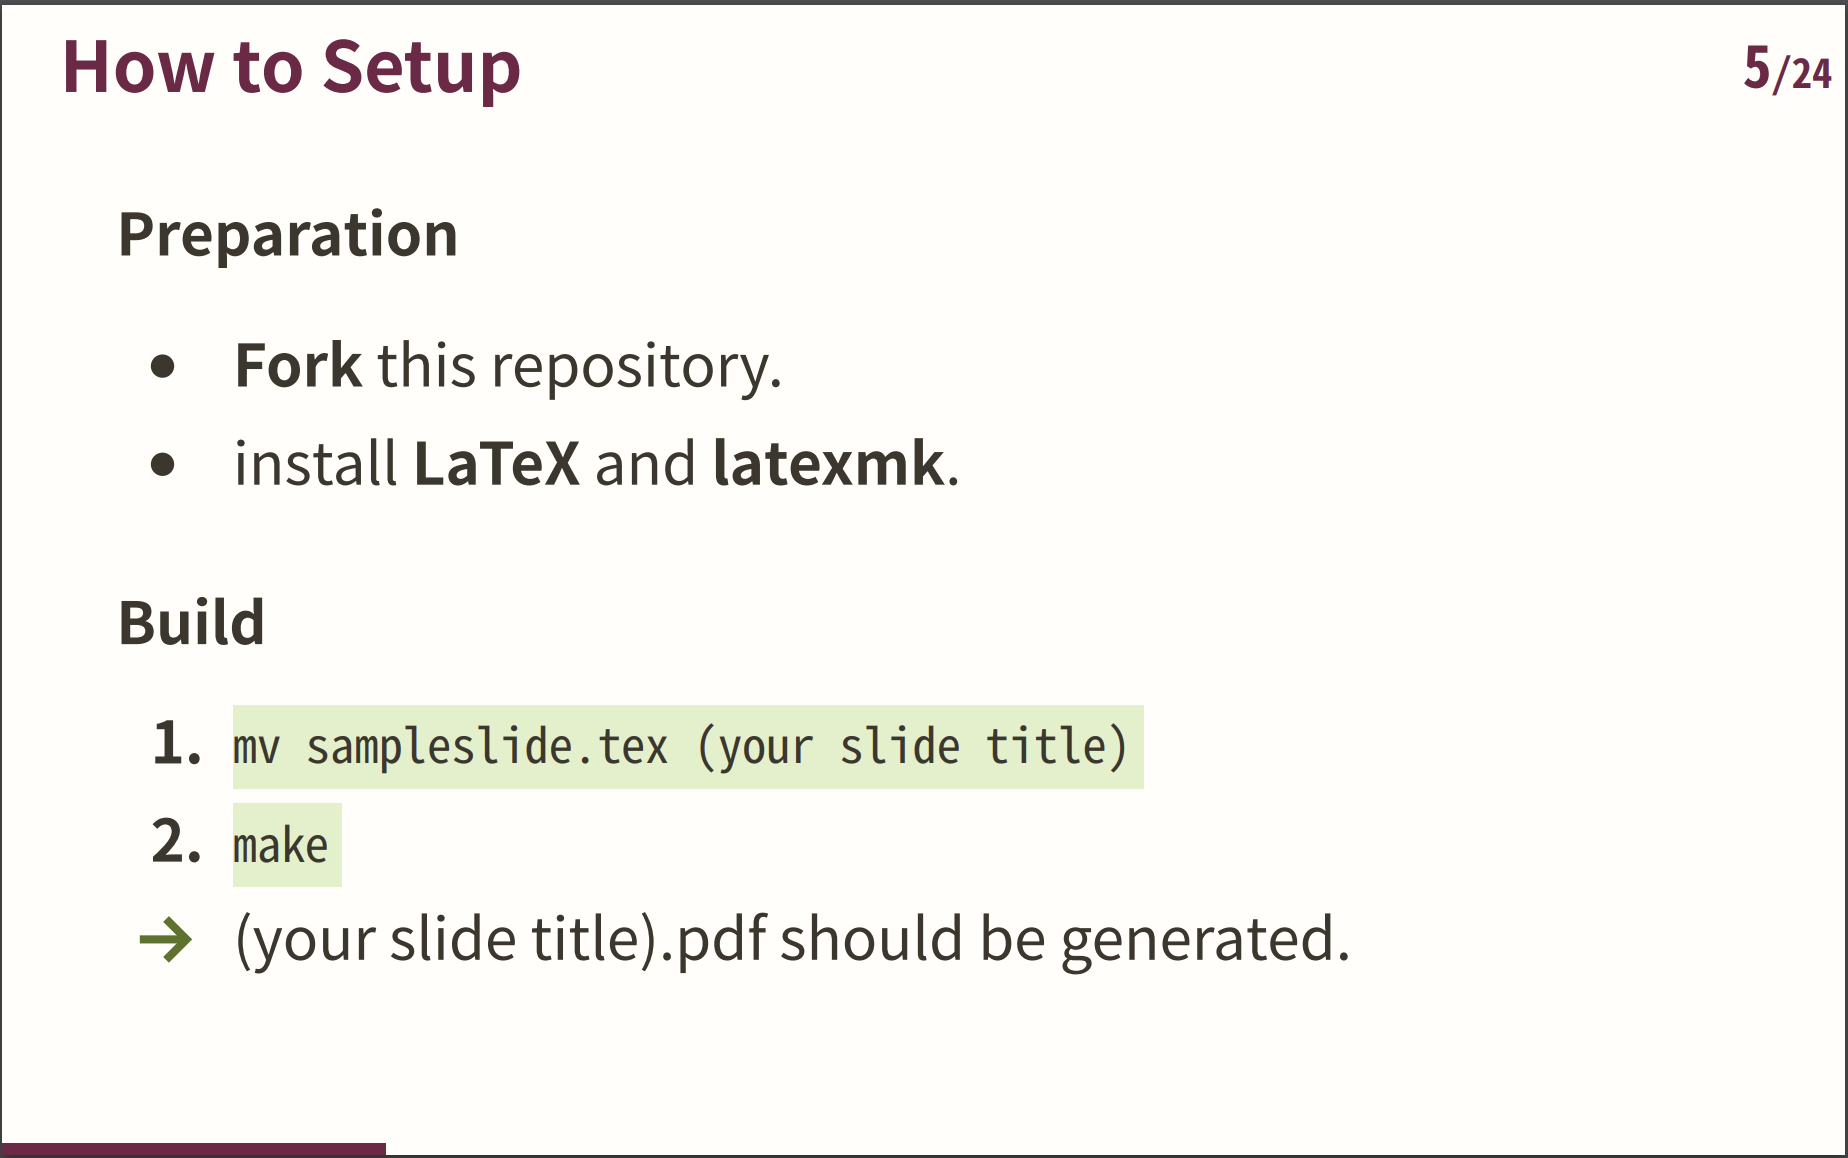 How to Setup
5/24
Preparation
• Fork this repository.
• install LaTeX and latexmk.
Build
1. mv sampleslide.tex (your slide title)
2. make
→ (your slide title).pdf should be generated.